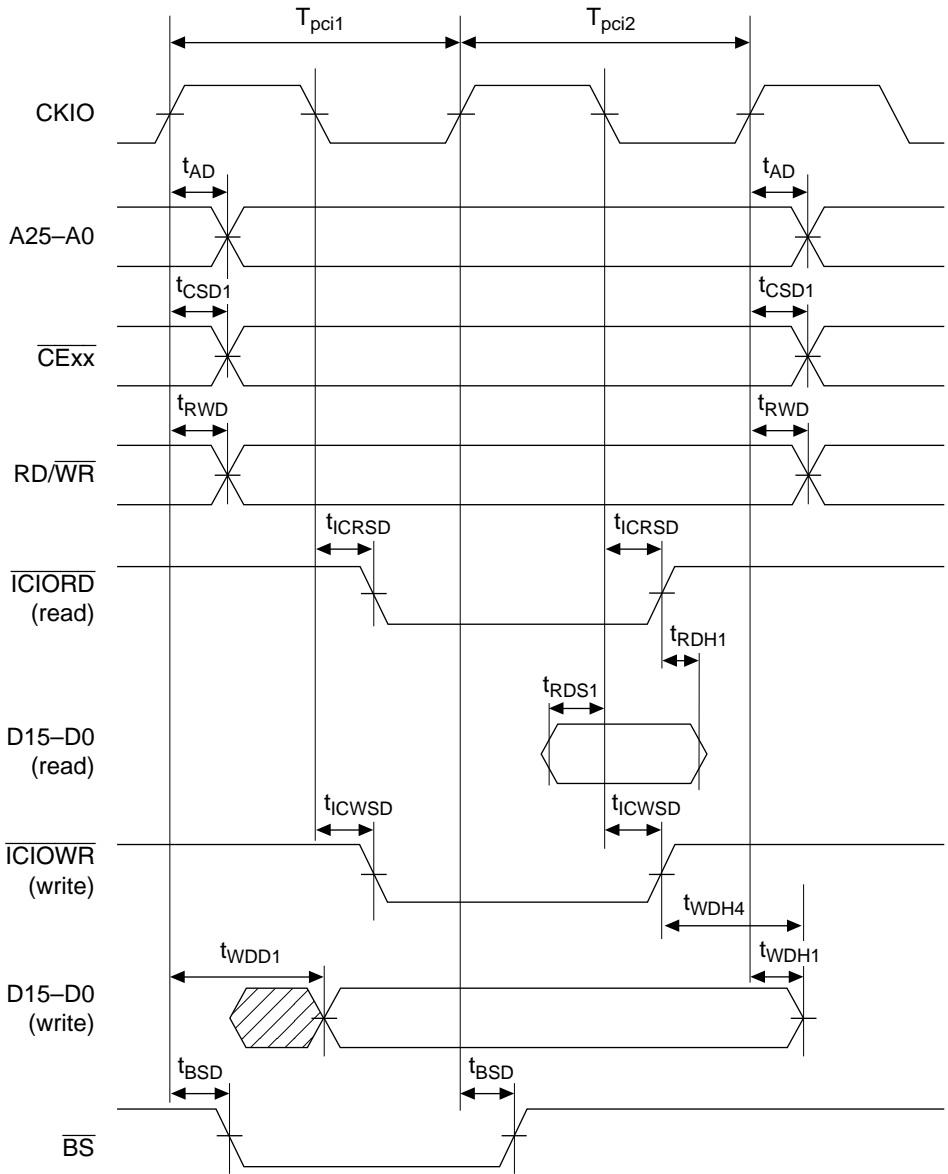 Tpci1 Tpci2
CKIO
tAD tAD
A25–A0
tCSD1 tCSD1
CExx
tRWD tRWD
RD/WR
tICRSD tICRSD
ICIORD
(read)
tRDH1
tRDS1
D15–D0
(read)
tICWSD tICWSD
ICIOWR
(write)
tWDH4
tWDD1 tWDH1
D15–D0
(write)
tBSD tBSD
BS